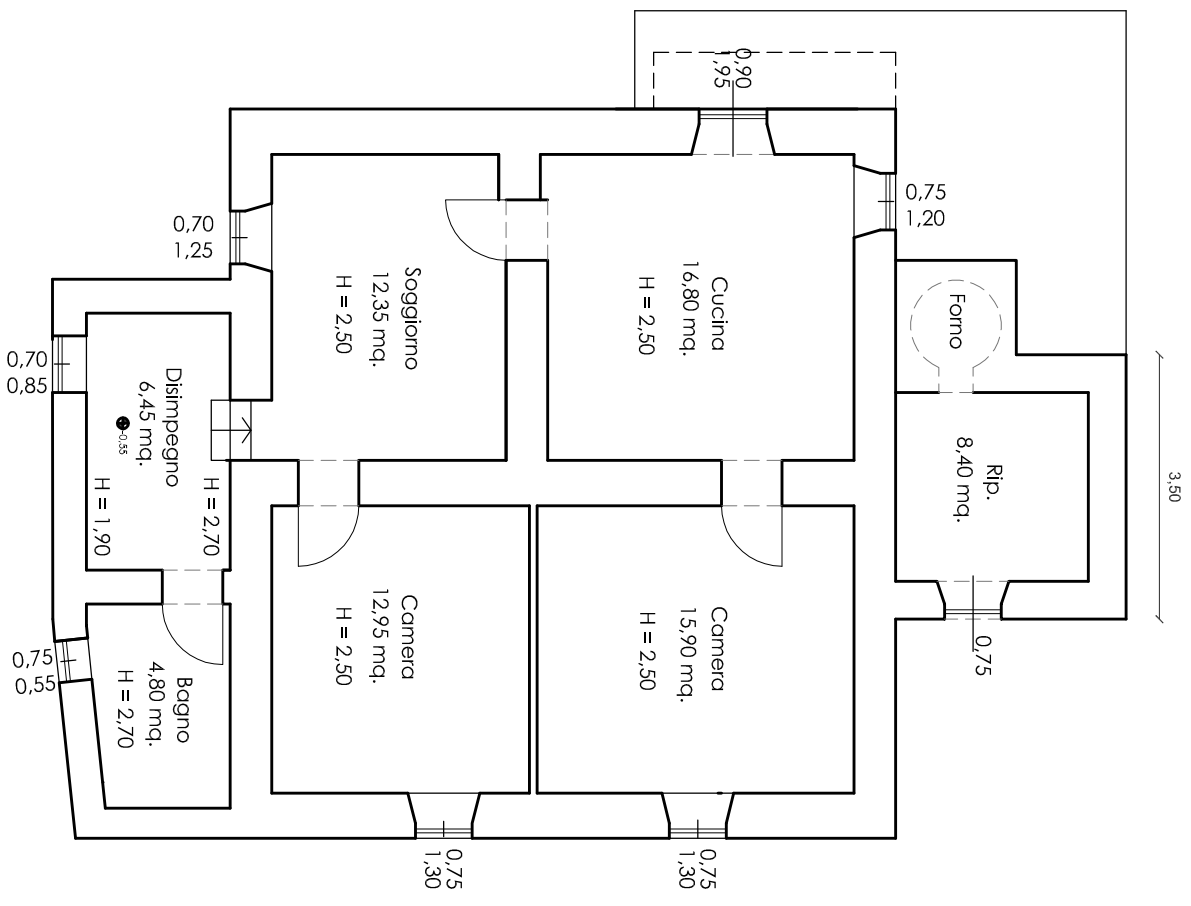 0,90
1,95
0,75
1,20
0,70
1,25
Soggiorno
12,35 mq.
H = 2,50
Cucina
16,80 mq.
H = 2,50
Forno
0,70
0,85
Disimpegno
6,45 mq.
-0,55
H = 2,70
H = 1,90
Rip.
8,40 mq.
3,50
Camera
12,95 mq.
H = 2,50
Camera
15,90 mq.
H = 2,50
0,75
0,75
0,55
Bagno
4,80 mq.
H = 2,70
0,75
1,30
0,75
1,30